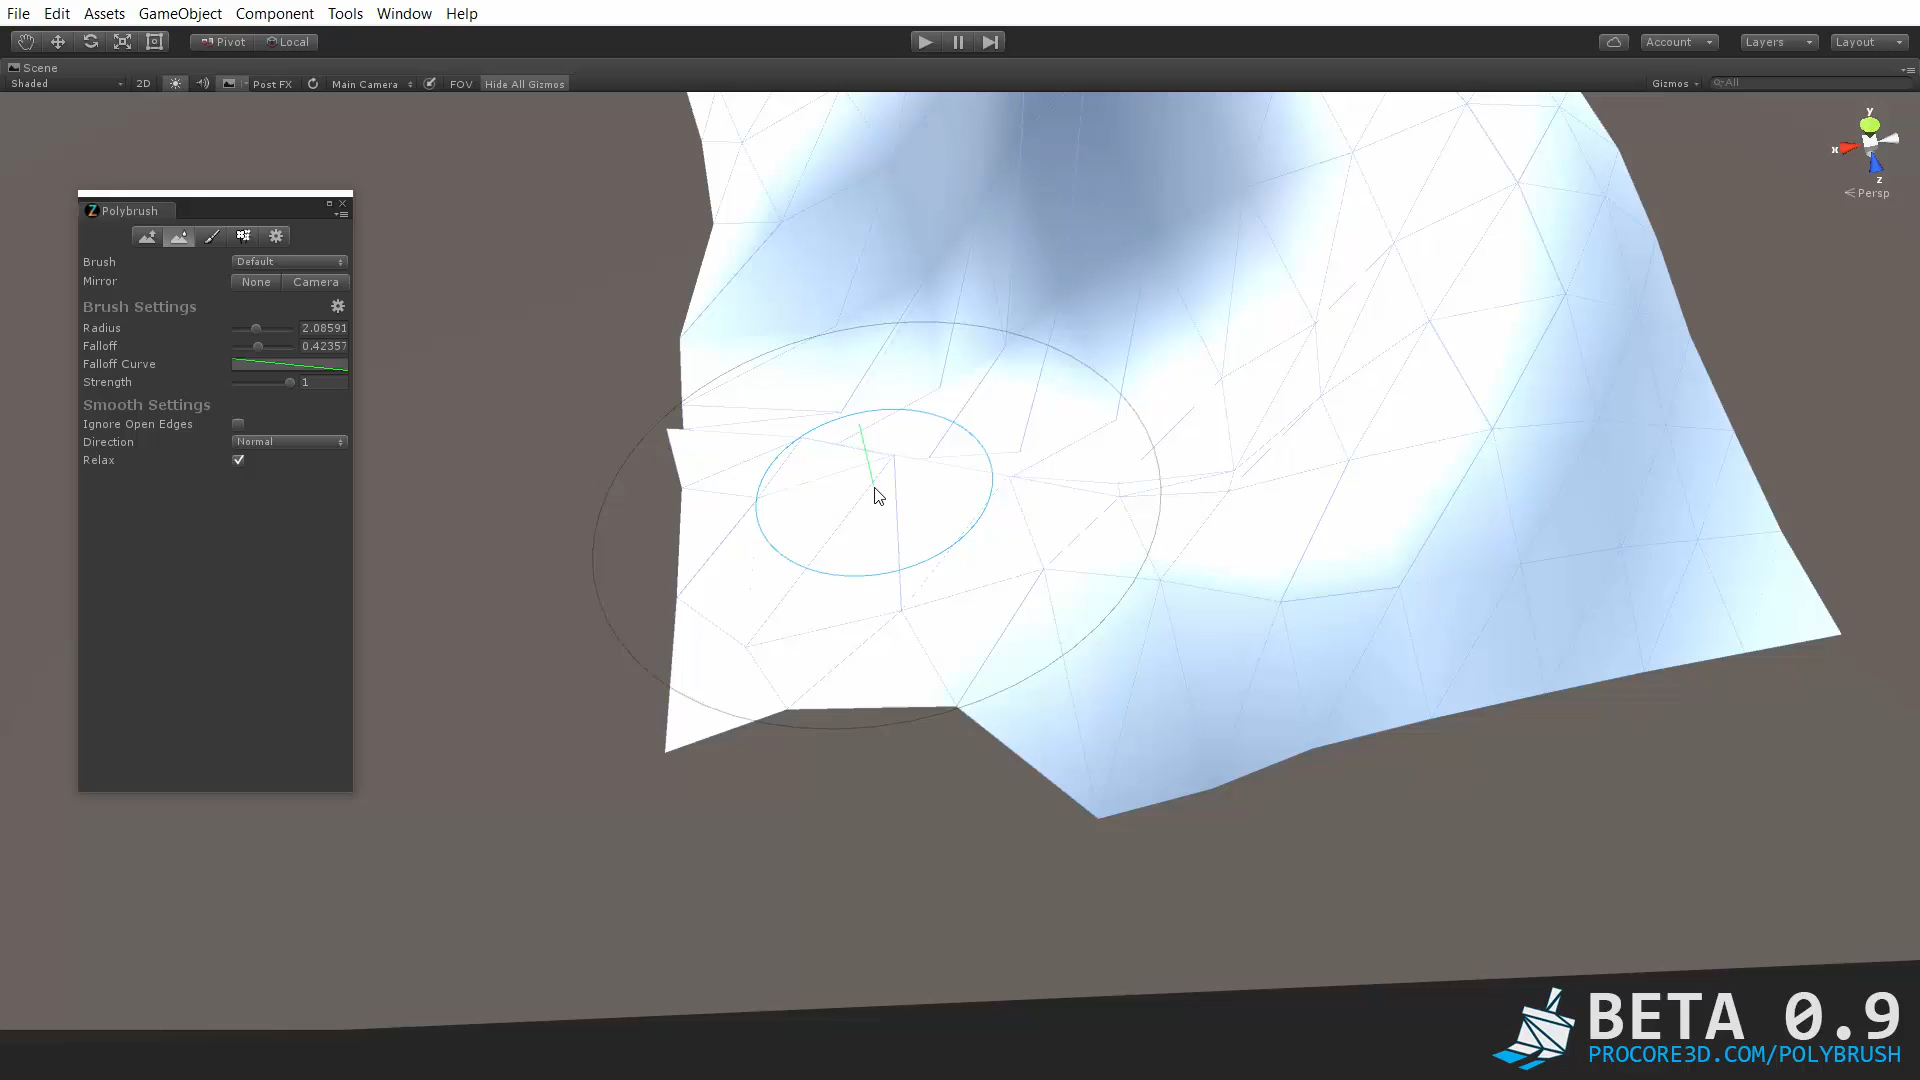 File Edit Assets GameObject Component Tools Window Help
Pivot Local Account Layers Layout
Scene
Shaded 2D Post FX Main Camera FOV Hide All Gizmos Gizmos All
y
x
z
Persp
Polybrush
Brush Default
Mirror None Camera
Brush Settings
Radius 2.08591
Falloff 0.42357
Falloff Curve
Strength 1
Smooth Settings
Ignore Open Edges
Direction Normal
Relax
BETA 0.9
PROCORE3D.COM/POLYBRUSH